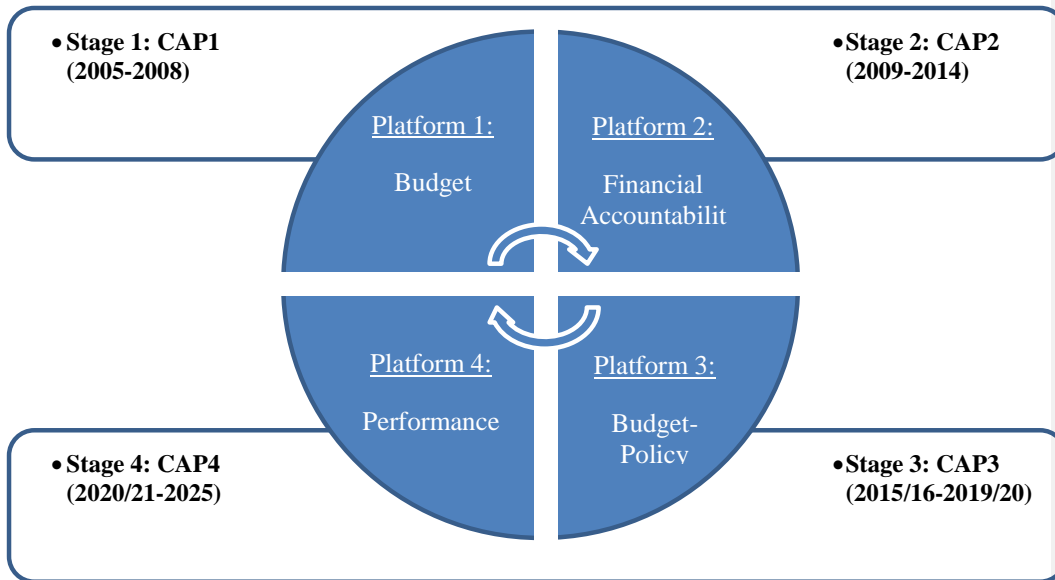 • Stage 1: CAP1
(2005-2008)
• Stage 2: CAP2
(2009-2014)
Platform 1:
Budget
Platform 2:
Financial
Accountabilit
Platform 4:
Performance
Platform 3:
Budget-
Policy
• Stage 4: CAP4
(2020/21-2025)
• Stage 3: CAP3
(2015/16-2019/20)